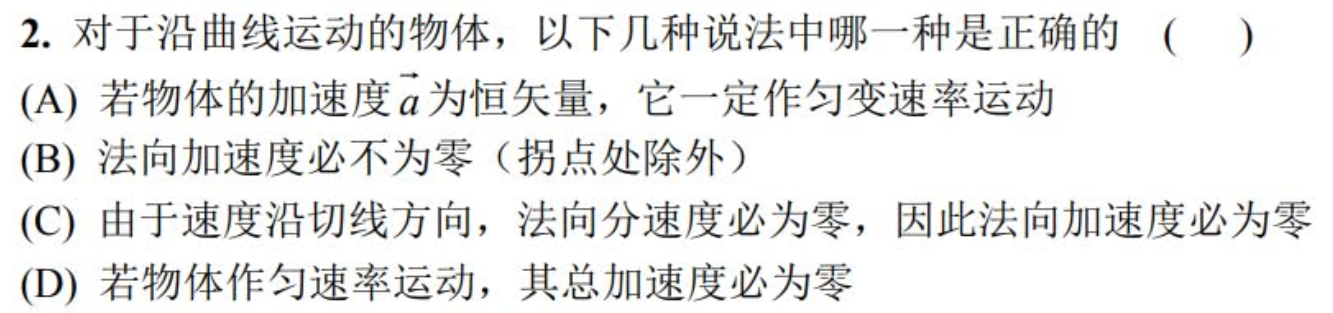 2. 对于沿曲线运动的物体，以下几种说法中哪一种是正确的 ( )
(A) 若物体的加速度 $\vec{a}$ 为恒矢量，它一定作匀变速率运动
(B) 法向加速度必不为零（拐点处除外）
(C) 由于速度沿切线方向，法向分速度必为零，因此法向加速度必为零
(D) 若物体作匀速率运动，其总加速度必为零